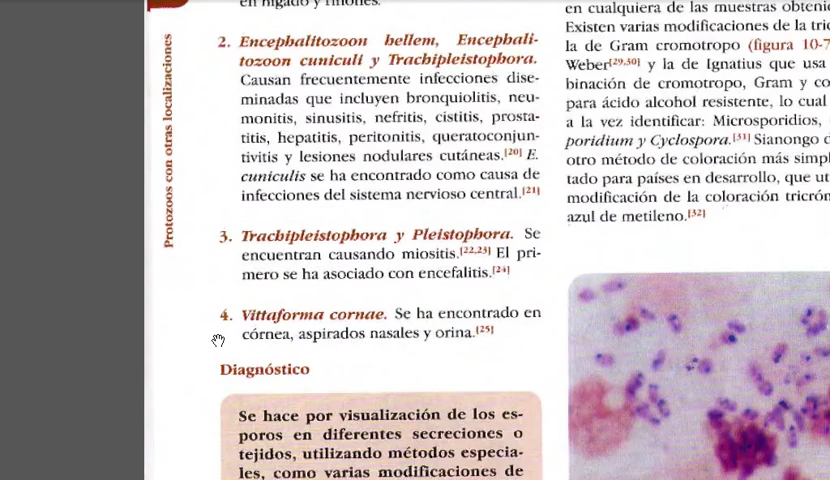 en hígado y riñones.
2. Encephalitozoon hellem, Encephali-
tozoon cuniculi y Trachipleistophora.
Causan frecuentemente infecciones dise-
minadas que incluyen bronquiolitis, neu-
monitis, sinusitis, nefritis, cistitis, prosta-
titis, hepatitis, peritonitis, queratoconjun-
tivitis y lesiones nodulares cutáneas.[20] E.
cuniculis se ha encontrado como causa de
infecciones del sistema nervioso central.[21]
3. Trachipleistophora y Pleistophora. Se
encuentran causando miositis.[22,23] El pri-
mero se ha asociado con encefalitis.[24]
4. Vittaforma cornae. Se ha encontrado en
córnea, aspirados nasales y orina.[25]
Diagnóstico
Se hace por visualización de los es-
poros en diferentes secreciones o
tejidos, utilizando métodos especia-
les, como varias modificaciones de
en cualquiera de las muestras obteni
Existen varias modificaciones de la tri
la de Gram cromotropo (figura 10-7
Weber[29,30] y la de Ignatius que usa
binación de cromotropo, Gram y co
para ácido alcohol resistente, lo cual
a la vez identificar: Microsporidios,
poridium y Cyclospora.[31] Sianongo
otro método de coloración más simpl
tado para países en desarrollo, que ut
modificación de la coloración tricró
azul de metileno.[32]
Protozoos con otras localizaciones